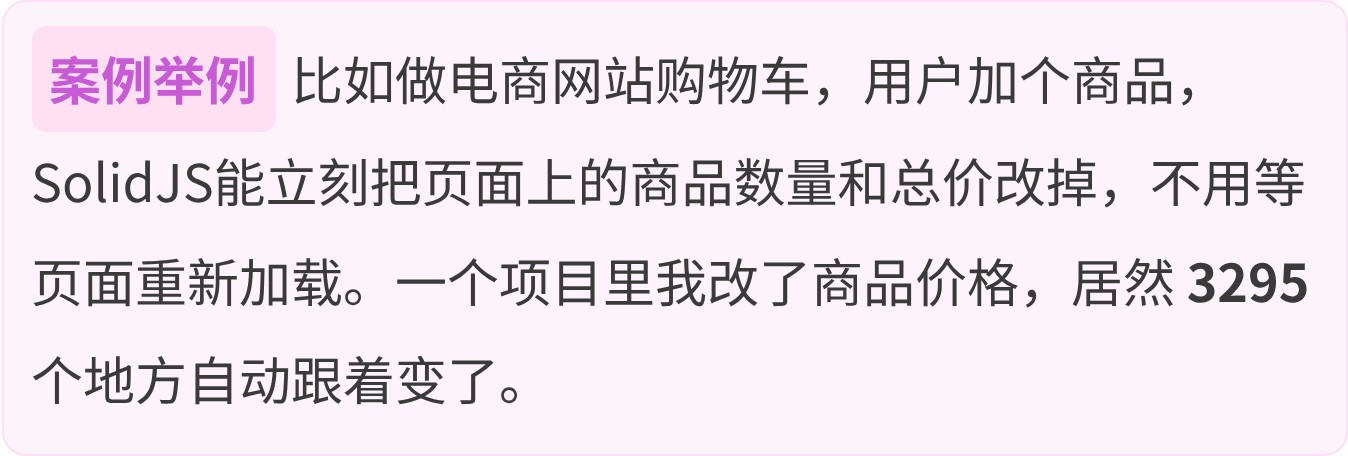 案例举例 比如做电商网站购物车，用户加个商品，
SolidJS能立刻把页面上的商品数量和总价改掉，不用等
页面重新加载。一个项目里我改了商品价格，居然 3295
个地方自动跟着变了。